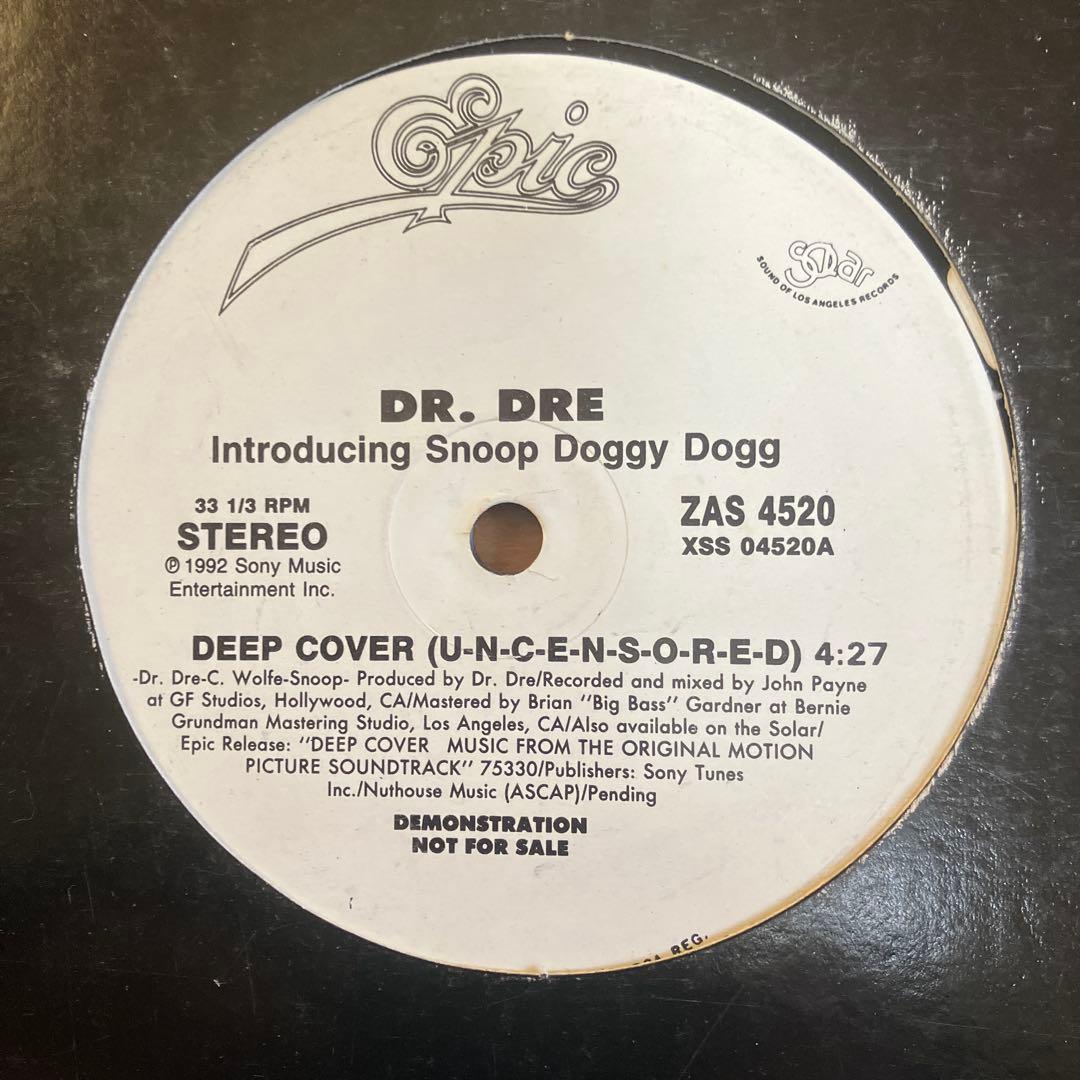 Epic
Solar
SOUND OF LOS ANGELES RECORDS
DR. DRE
Introducing Snoop Doggy Dogg
33 1/3 RPM
STEREO
℗ 1992 Sony Music
Entertainment Inc.
ZAS 4520
XSS 04520A
DEEP COVER (U-N-C-E-N-S-O-R-E-D) 4:27
-Dr. Dre-C. Wolfe-Snoop- Produced by Dr. Dre/Recorded and mixed by John Payne
at GF Studios, Hollywood, CA/Mastered by Brian "Big Bass" Gardner at Bernie
Grundman Mastering Studio, Los Angeles, CA/Also available on the Solar/
Epic Release: "DEEP COVER MUSIC FROM THE ORIGINAL MOTION
PICTURE SOUNDTRACK" 75330/Publishers: Sony Tunes
Inc./Nuthouse Music (ASCAP)/Pending
DEMONSTRATION
NOT FOR SALE
REG.